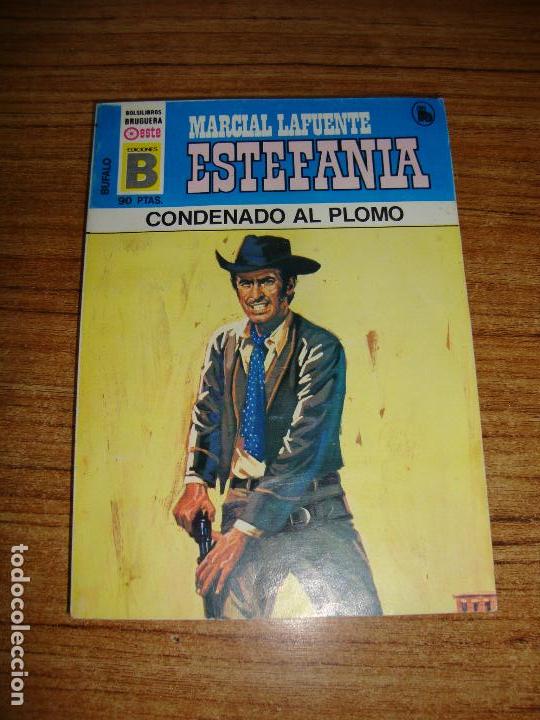 BOLSILIBROS
BRUGUERA
Oeste
EDICIONES
B
BUFALO
90 PTAS.
MARCIAL LAFUENTE
ESTEFANIA
CONDENADO AL PLOMO
todocoleccion